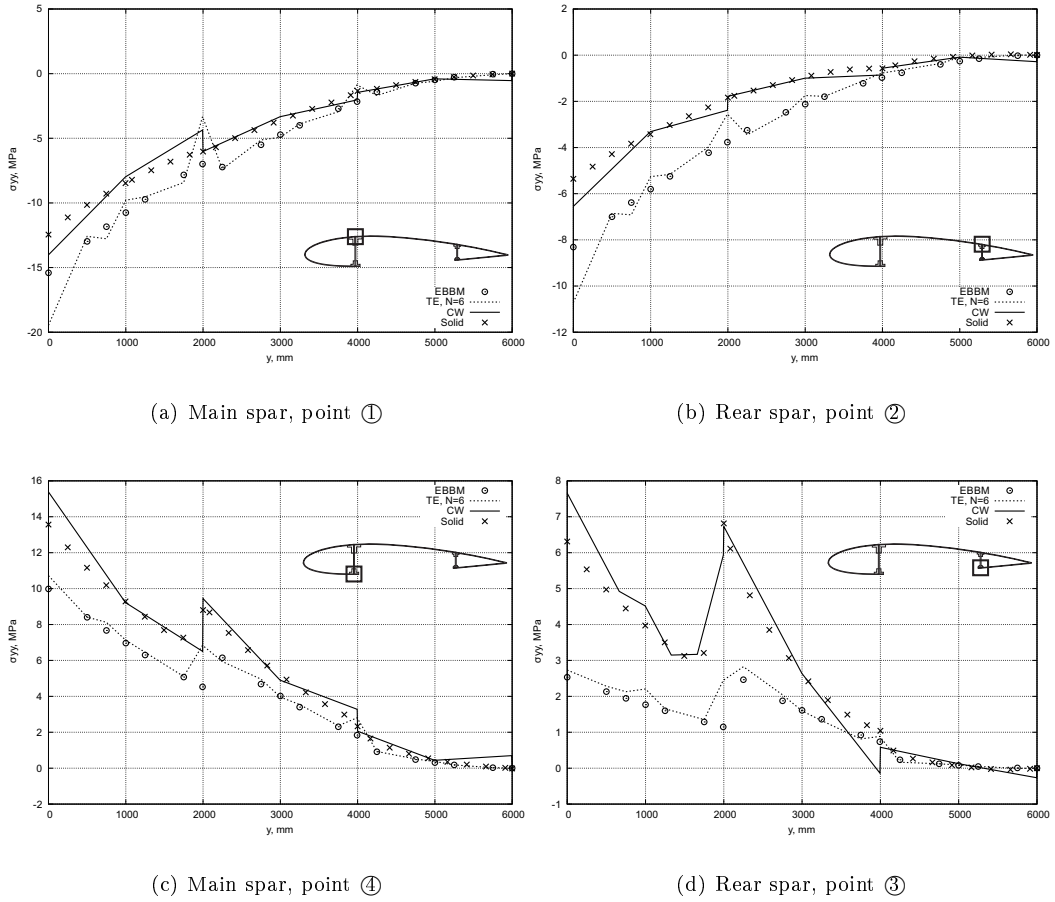 5
0
-5
-10
-15
-20
σyy, MPa
0 1000 2000 3000 4000 5000 6000
y, mm
EBBM
TE, N=6
CW
Solid
(a) Main spar, point ①
2
0
-2
-4
-6
-8
-10
-12
σyy, MPa
0 1000 2000 3000 4000 5000 6000
y, mm
EBBM
TE, N=6
CW
Solid
(b) Rear spar, point ②
16
14
12
10
8
6
4
2
0
-2
σyy, MPa
0 1000 2000 3000 4000 5000 6000
y, mm
EBBM
TE, N=6
CW
Solid
(c) Main spar, point ④
8
7
6
5
4
3
2
1
0
-1
σyy, MPa
0 1000 2000 3000 4000 5000 6000
y, mm
EBBM
TE, N=6
CW
Solid
(d) Rear spar, point ③